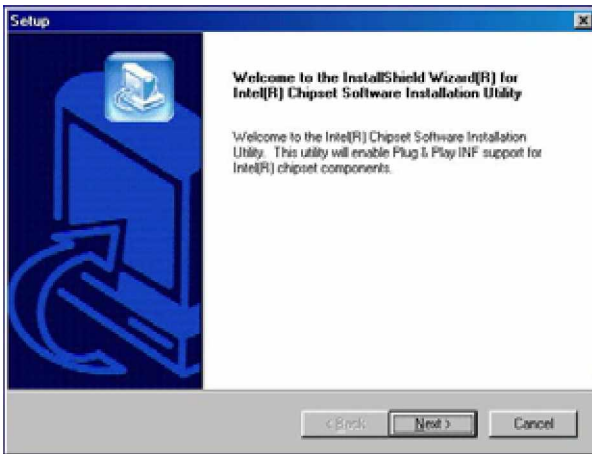 Setup
Welcome to the InstallShield Wizard(R) for
Intel(R) Chipset Software Installation Utility
Welcome to the Intel(R) Chipset Software Installation
Utility. This utility will enable Plug & Play INF support for
Intel(R) chipset components.
< Back
Next >
Cancel